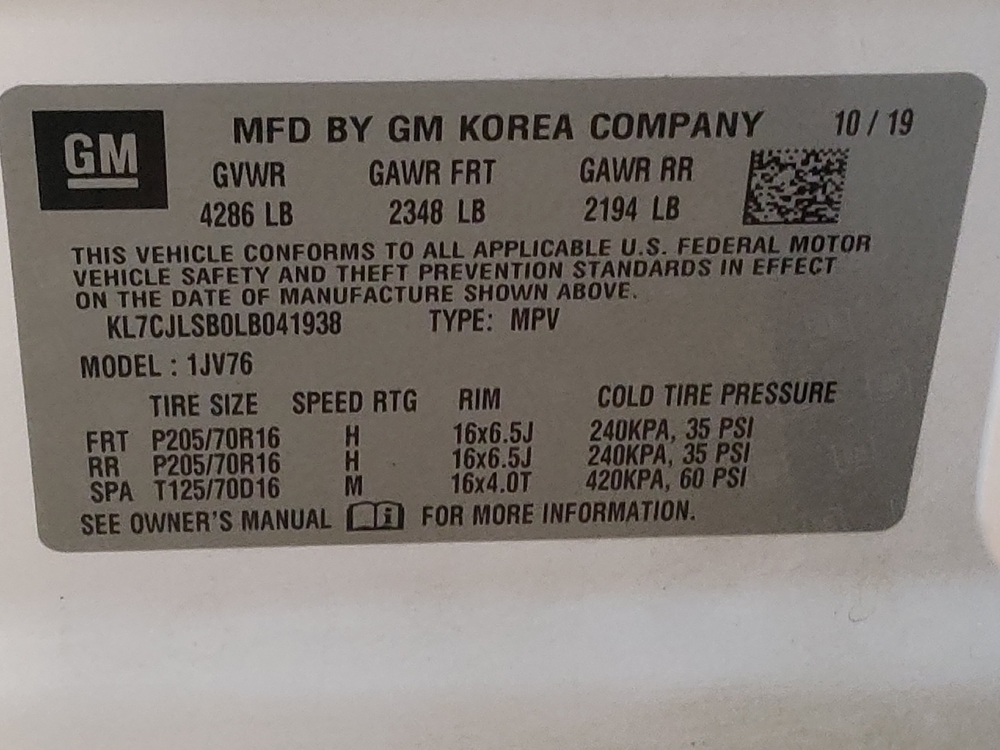 GM
MFD BY GM KOREA COMPANY 10 / 19
GVWR GAWR FRT GAWR RR
4286 LB 2348 LB 2194 LB
THIS VEHICLE CONFORMS TO ALL APPLICABLE U.S. FEDERAL MOTOR
VEHICLE SAFETY AND THEFT PREVENTION STANDARDS IN EFFECT
ON THE DATE OF MANUFACTURE SHOWN ABOVE.
KL7CJLSB0LB041938 TYPE: MPV
MODEL : 1JV76
TIRE SIZE SPEED RTG RIM COLD TIRE PRESSURE
FRT P205/70R16 H 16x6.5J 240KPA, 35 PSI
RR P205/70R16 H 16x6.5J 240KPA, 35 PSI
SPA T125/70D16 M 16x4.0T 420KPA, 60 PSI
SEE OWNER'S MANUAL i FOR MORE INFORMATION.